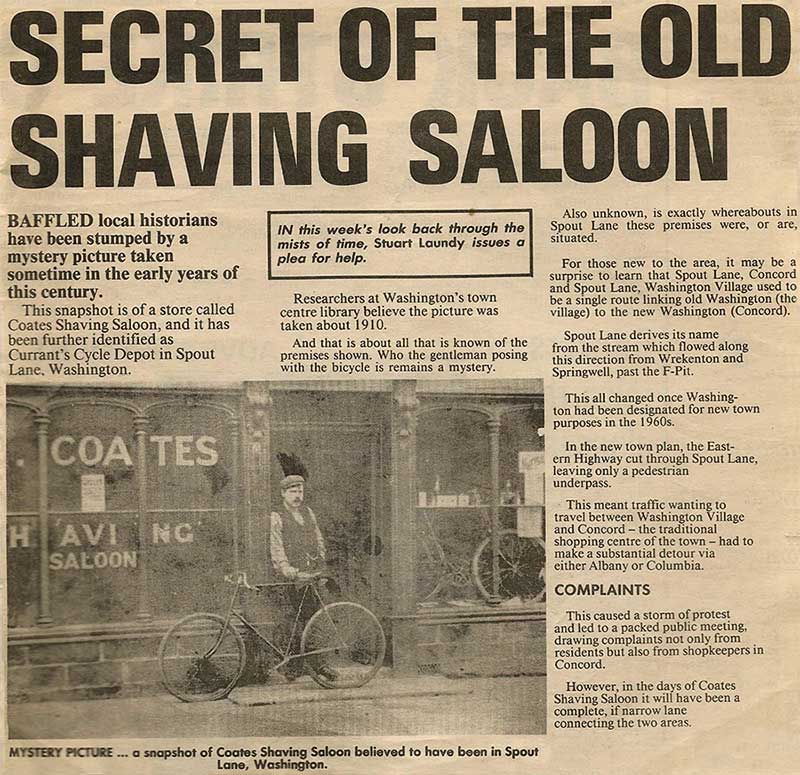 SECRET OF THE OLD
SHAVING SALOON
BAFFLED local historians
have been stumped by a
mystery picture taken
sometime in the early years of
this century.
This snapshot is of a store called
Coates Shaving Saloon, and it has
been further identified as
Currant's Cycle Depot in Spout
Lane, Washington.
IN this week's look back through the
mists of time, Stuart Laundy issues a
plea for help.
Researchers at Washington's town
centre library believe the picture was
taken about 1910.
And that is about all that is known of the
premises shown. Who the gentleman posing
with the bicycle is remains a mystery.
. COATES
HAVING
SALOON
MYSTERY PICTURE ... a snapshot of Coates Shaving Saloon believed to have been in Spout
Lane, Washington.
Also unknown, is exactly whereabouts in
Spout Lane these premises were, or are,
situated.
For those new to the area, it may be a
surprise to learn that Spout Lane, Concord
and Spout Lane, Washington Village used to
be a single route linking old Washington (the
village) to the new Washington (Concord).
Spout Lane derives its name
from the stream which flowed along
this direction from Wrekenton and
Springwell, past the F-Pit.
This all changed once Washing-
ton had been designated for new town
purposes in the 1960s.
In the new town plan, the East-
ern Highway cut through Spout Lane,
leaving only a pedestrian
underpass.
This meant traffic wanting to
travel between Washington Village
and Concord – the traditional
shopping centre of the town – had to
make a substantial detour via
either Albany or Columbia.
COMPLAINTS
This caused a storm of protest
and led to a packed public meeting,
drawing complaints not only from
residents but also from shopkeepers in
Concord.
However, in the days of Coates
Shaving Saloon it will have been a
complete, if narrow lane
connecting the two areas.